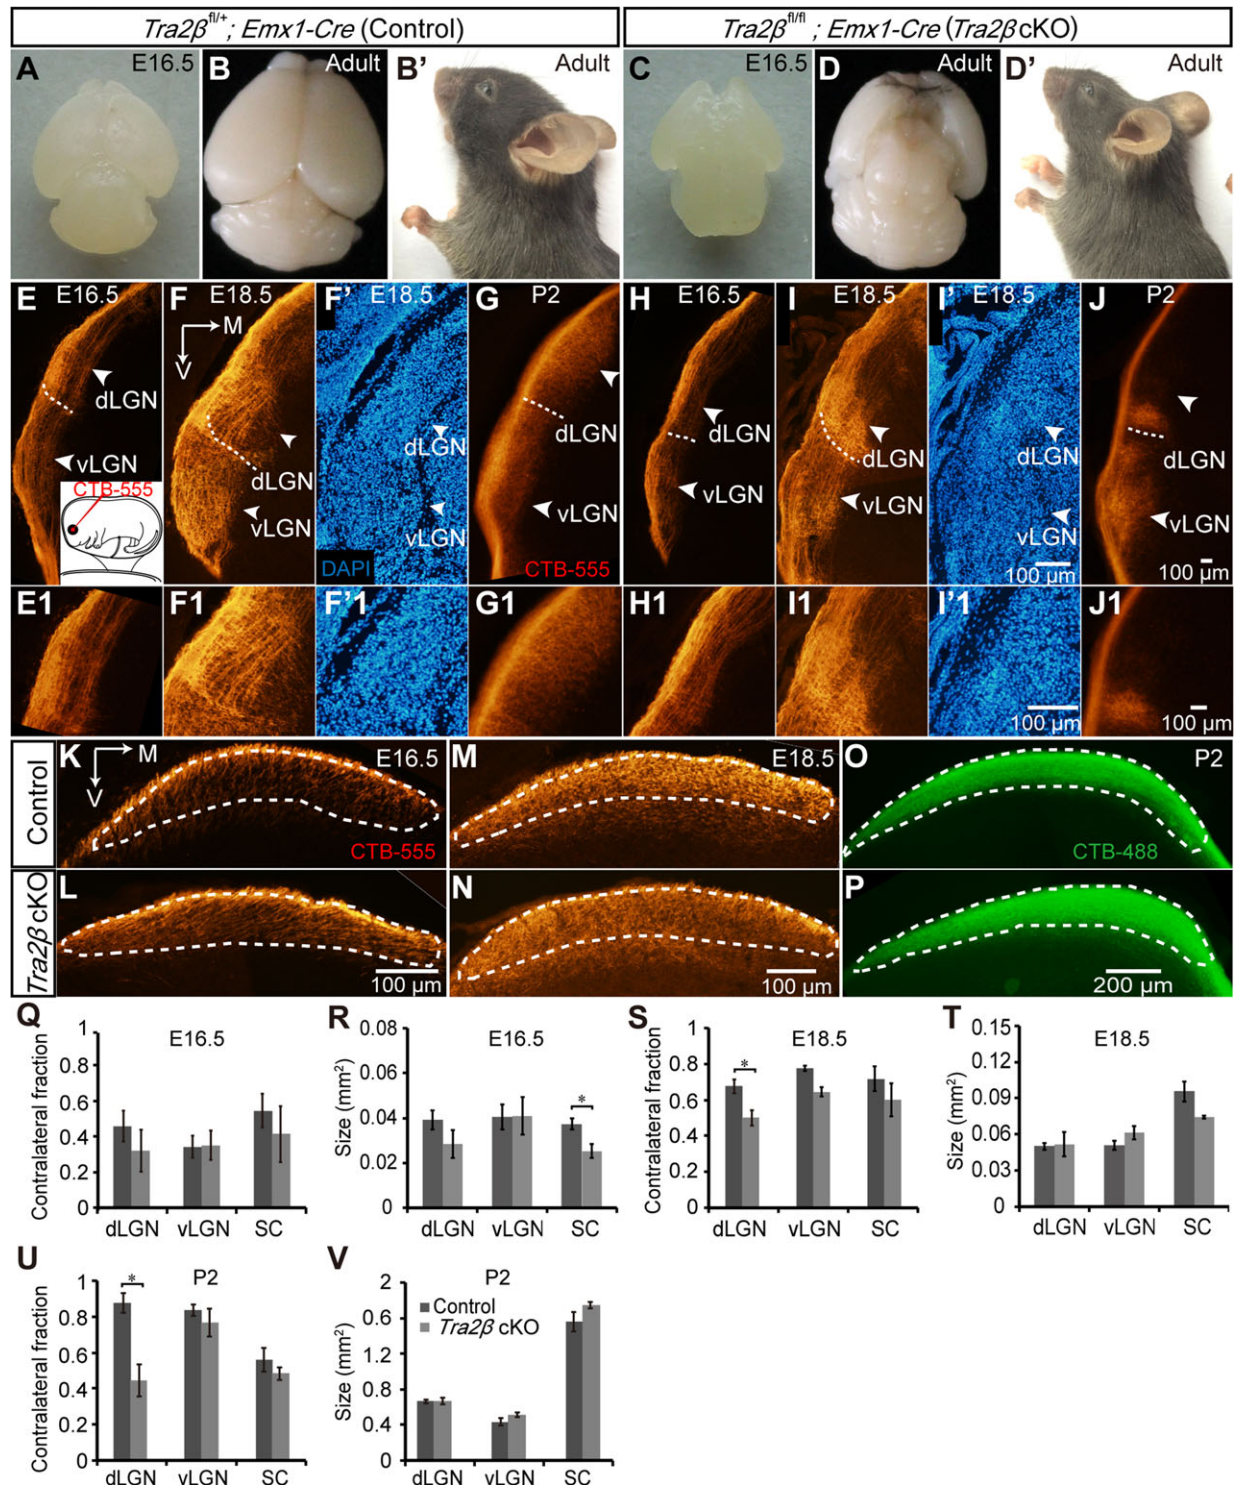 Tra2β^fl/+; Emx1-Cre (Control)
Tra2β^fl/fl; Emx1-Cre (Tra2β cKO)
A E16.5
B Adult
B' Adult
C E16.5
D Adult
D' Adult
E E16.5
dLGN
vLGN
CTB-555
F E18.5
M
V
dLGN
vLGN
F' E18.5
dLGN
vLGN
DAPI
G P2
dLGN
vLGN
CTB-555
H E16.5
dLGN
vLGN
I E18.5
dLGN
vLGN
I' E18.5
dLGN
vLGN
100 µm
J P2
dLGN
vLGN
100 µm
E1 F1 F'1 G1 H1 I1 I'1 J1
100 µm 100 µm
Control
K M E16.5
V
CTB-555
M E18.5
O P2
CTB-488
Tra2β cKO
L
100 µm
N
100 µm
P
200 µm
Q
E16.5
Contralateral fraction
1
0.8
0.6
0.4
0.2
0
dLGN vLGN SC
R
E16.5
Size (mm²)
0.08
0.06
0.04
0.02
0
*
dLGN vLGN SC
S
E18.5
Contralateral fraction
1
0.8
0.6
0.4
0.2
0
*
dLGN vLGN SC
T
E18.5
Size (mm²)
0.15
0.12
0.09
0.06
0.03
0
dLGN vLGN SC
U
P2
Contralateral fraction
1
0.8
0.6
0.4
0.2
0
*
dLGN vLGN SC
V
P2
Size (mm²)
2
0.6
1.2
0.8
0.4
0
Control
Tra2β cKO
dLGN vLGN SC